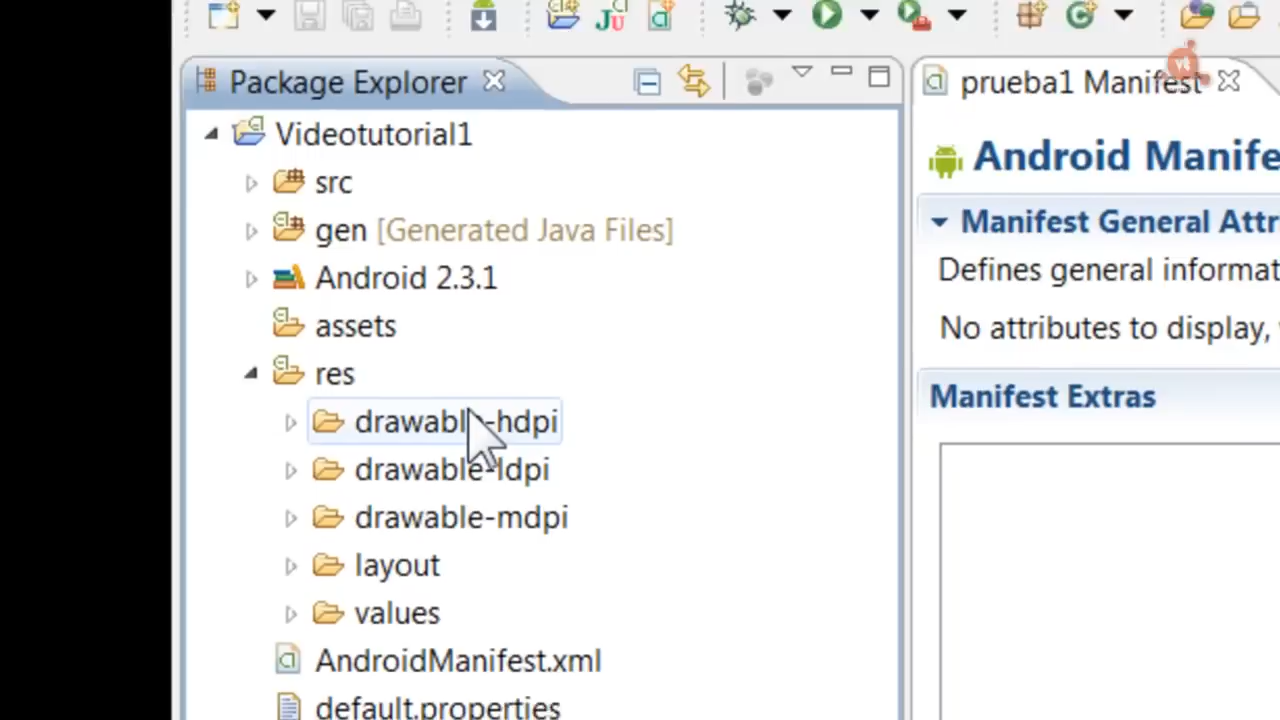 Package Explorer
prueba1 Manifest
Videotutorial1
src
gen [Generated Java Files]
Android 2.3.1
assets
res
drawable-hdpi
drawable-ldpi
drawable-mdpi
layout
values
AndroidManifest.xml
default.properties
Android Manife
Manifest General Attr
Defines general informat
No attributes to display,
Manifest Extras